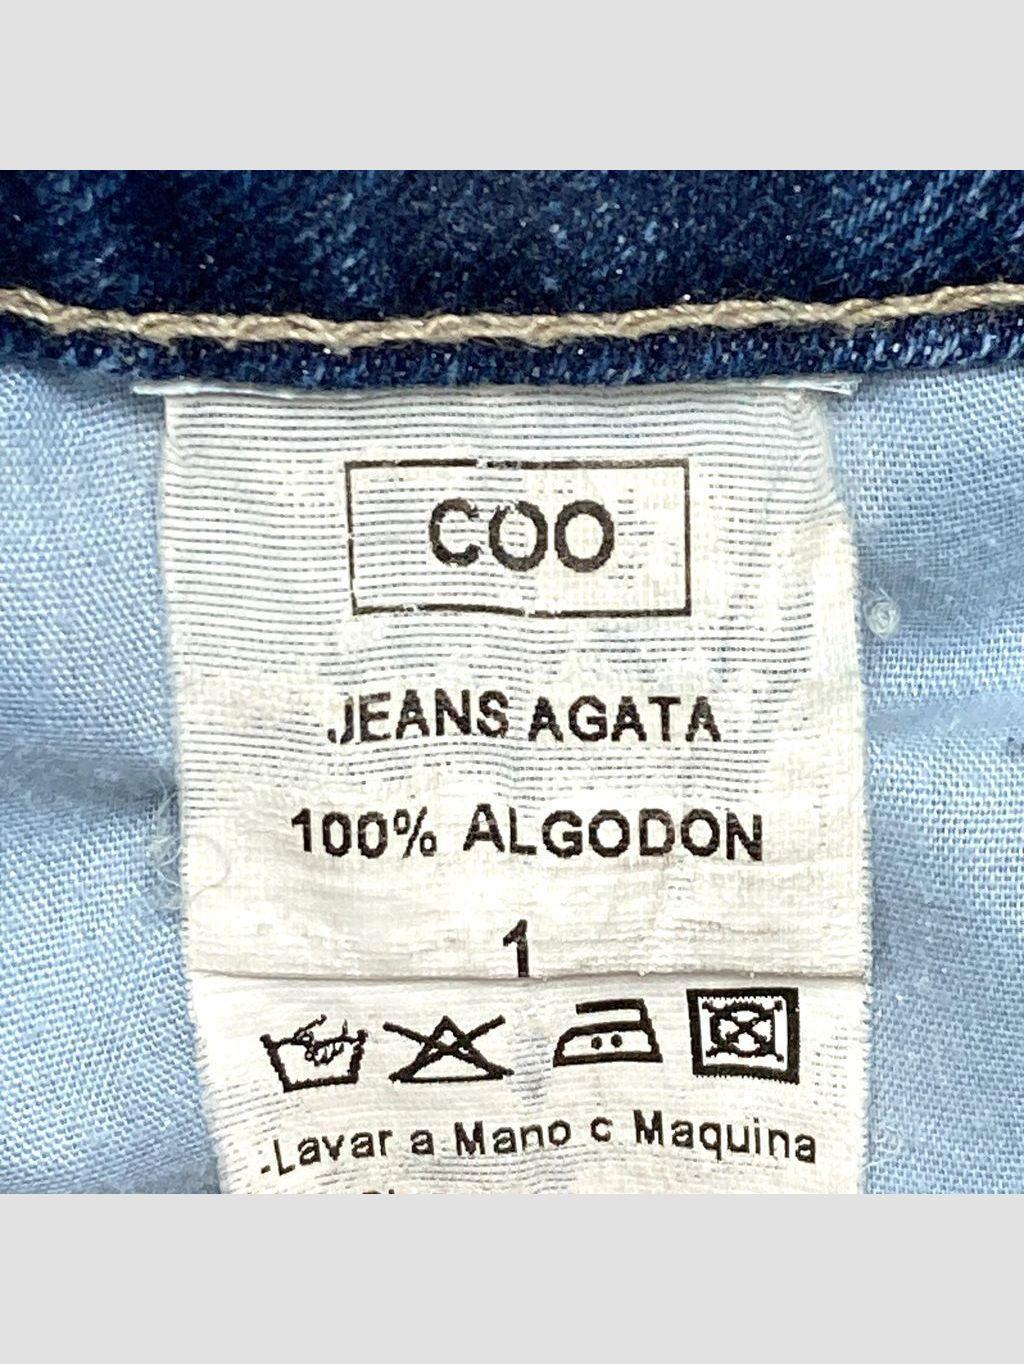 COO
JEANS AGATA
100% ALGODON
1
-Lavar a Mano o Maquina